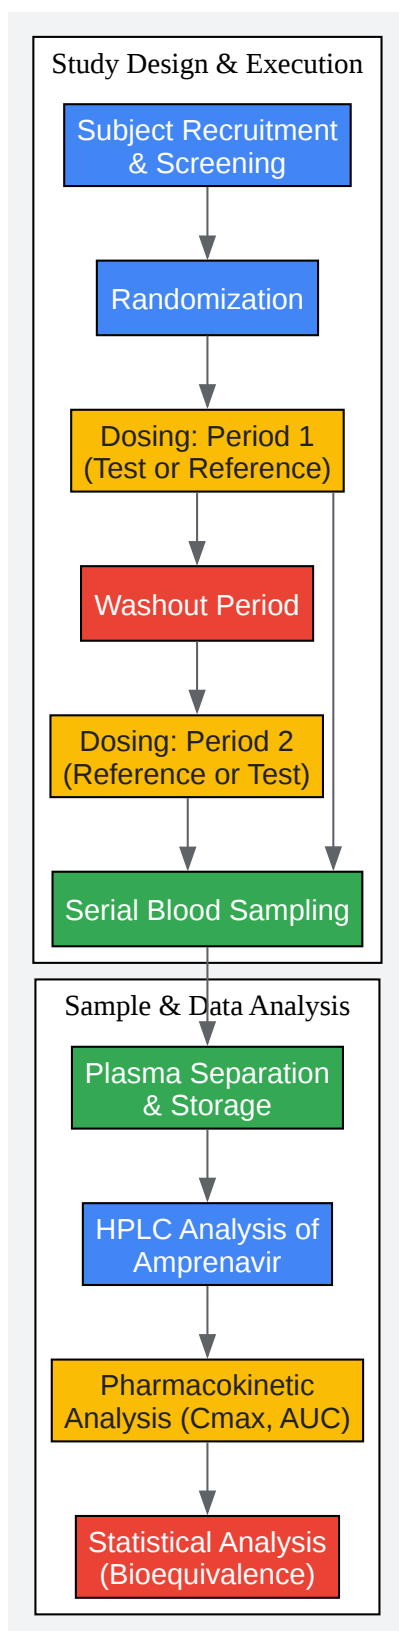 Study Design & Execution
Subject Recruitment
& Screening
Randomization
Dosing: Period 1
(Test or Reference)
Washout Period
Dosing: Period 2
(Reference or Test)
Serial Blood Sampling
Sample & Data Analysis
Plasma Separation
& Storage
HPLC Analysis of
Amprenavir
Pharmacokinetic
Analysis (Cmax, AUC)
Statistical Analysis
(Bioequivalence)